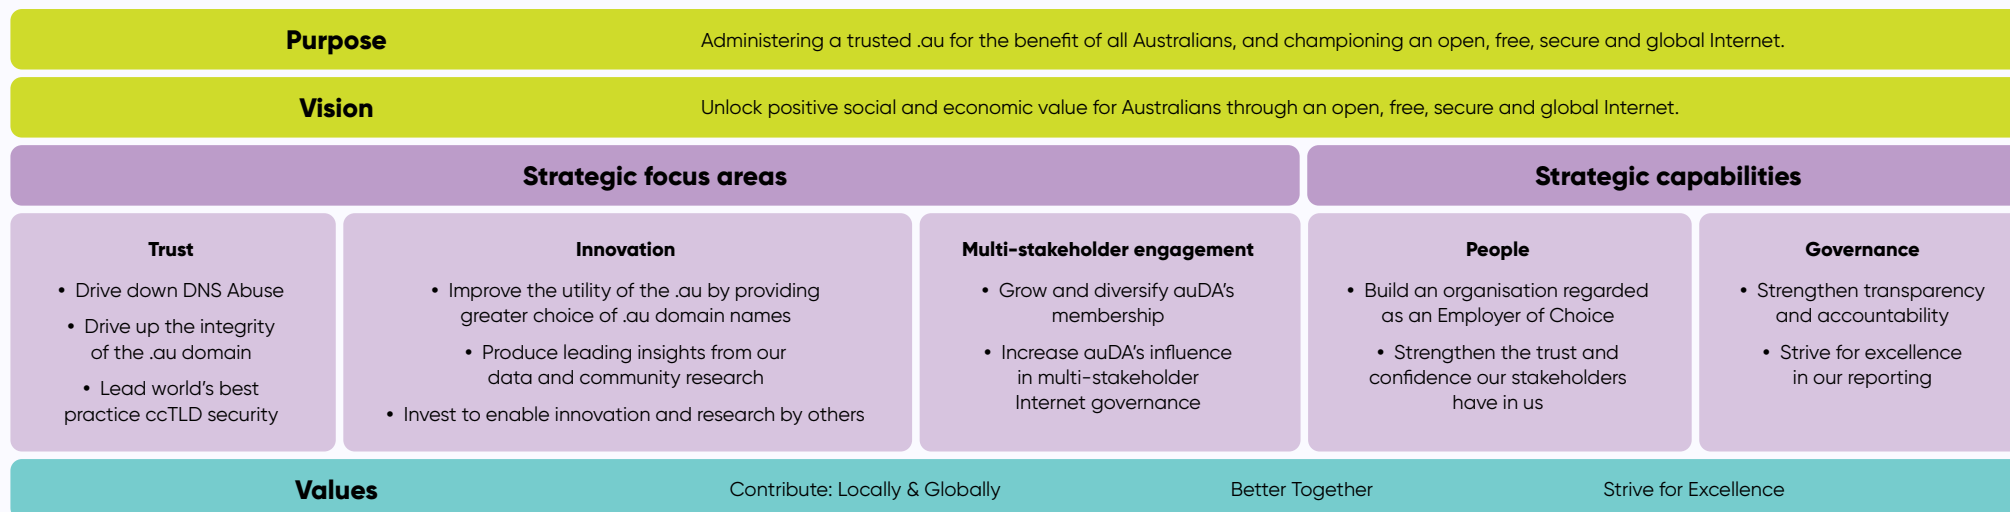 Purpose
Administering a trusted .au for the benefit of all Australians, and championing an open, free, secure and global Internet.
Vision
Unlock positive social and economic value for Australians through an open, free, secure and global Internet.
Strategic focus areas
Strategic capabilities
Trust
• Drive down DNS Abuse
• Drive up the integrity
of the .au domain
• Lead world's best
practice ccTLD security
Innovation
• Improve the utility of the .au by providing
greater choice of .au domain names
• Produce leading insights from our
data and community research
• Invest to enable innovation and research by others
Multi-stakeholder engagement
• Grow and diversify auDA's
membership
• Increase auDA's influence
in multi-stakeholder
Internet governance
People
• Build an organisation regarded
as an Employer of Choice
• Strengthen the trust and
confidence our stakeholders
have in us
Governance
• Strengthen transparency
and accountability
• Strive for excellence
in our reporting
Values
Contribute: Locally & Globally
Better Together
Strive for Excellence